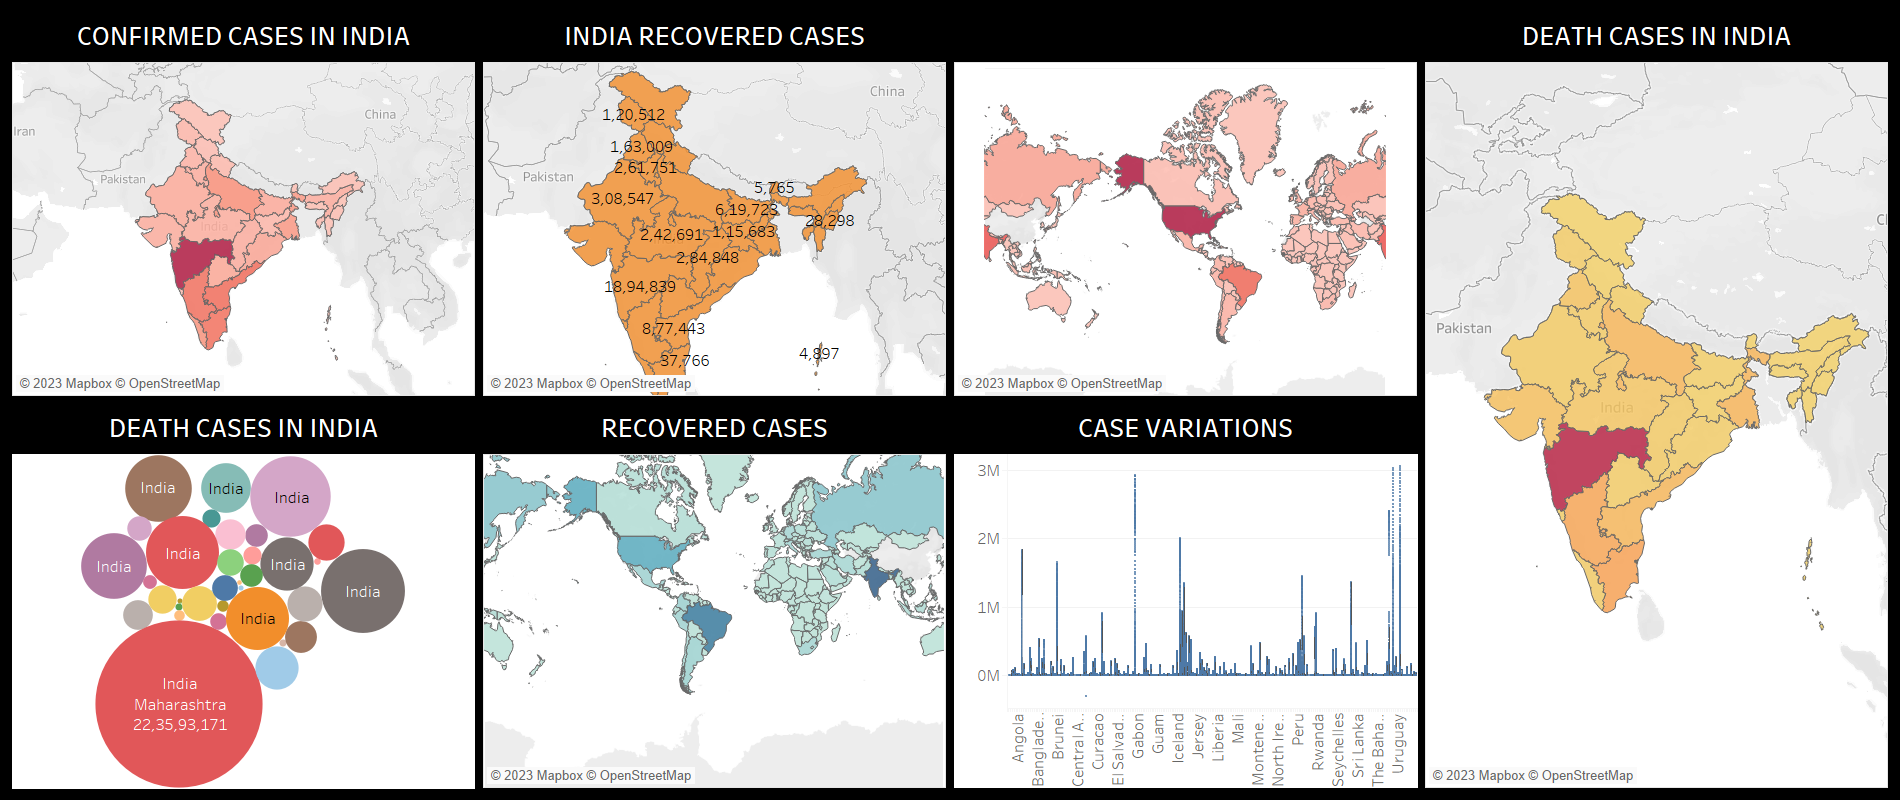 CONFIRMED CASES IN INDIA
Iran
China
Pakistan
India
© 2023 Mapbox © OpenStreetMap
INDIA RECOVERED CASES
China
1,20,512
1,63,009
2,61,751
Pakistan
5,765
3,08,547
6,19,723
28,298
2,42,691
1,15,683
2,84,848
18,94,839
8,77,443
4,897
37,766
© 2023 Mapbox © OpenStreetMap
© 2023 Mapbox © OpenStreetMap
DEATH CASES IN INDIA
Pakistan
India
© 2023 Mapbox © OpenStreetMap
DEATH CASES IN INDIA
India
India
India
India
India
India
India
India
India
Maharashtra
22,35,93,171
RECOVERED CASES
© 2023 Mapbox © OpenStreetMap
CASE VARIATIONS
3M
2M
1M
0M
Angola
Banglade..
Brunei
Central A..
Curacao
El Salvad..
Gabon
Guam
Iceland
Jersey
Liberia
Mali
Montene..
North Ire..
Peru
Rwanda
Seychelles
Sri Lanka
The Baha..
Uruguay